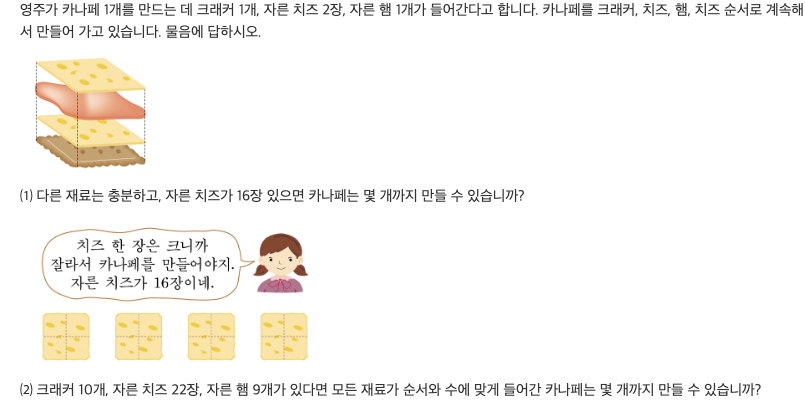 영주가 카나페 1개를 만드는 데 크래커 1개, 자른 치즈 2장, 자른 햄 1개가 들어간다고 합니다. 카나페를 크래커, 치즈, 햄, 치즈 순서로 계속해
서 만들어 가고 있습니다. 물음에 답하시오.
(1) 다른 재료는 충분하고, 자른 치즈가 16장 있으면 카나페는 몇 개까지 만들 수 있습니까?
치즈 한 장은 크니까
잘라서 카나페를 만들어야지.
자른 치즈가 16장이네.
(2) 크래커 10개, 자른 치즈 22장, 자른 햄 9개가 있다면 모든 재료가 순서와 수에 맞게 들어간 카나페는 몇 개까지 만들 수 있습니까?